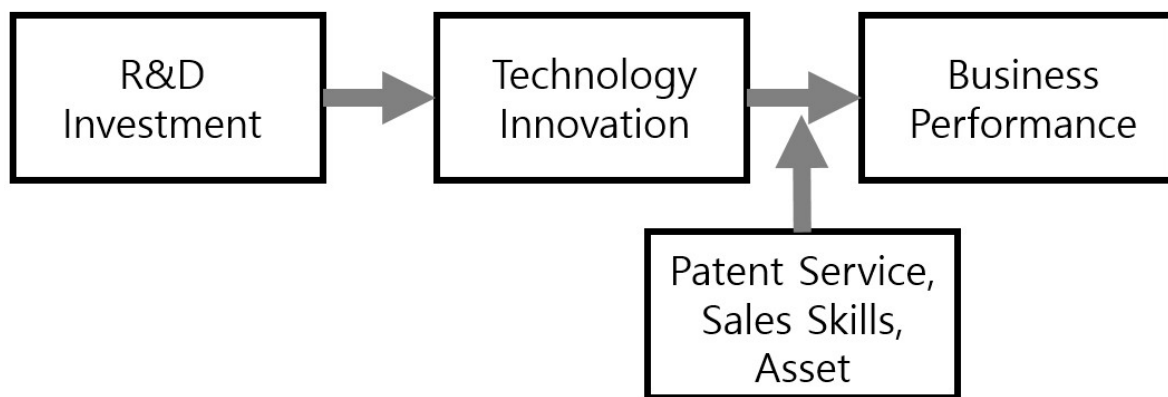 R&D
Investment
Technology
Innovation
Business
Performance
Patent Service,
Sales Skills,
Asset